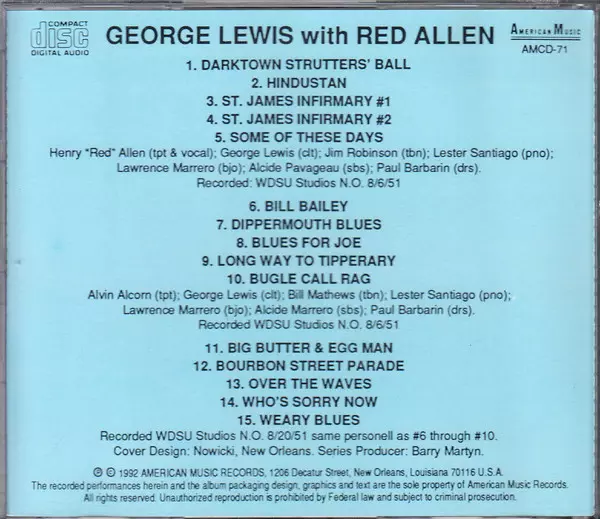 COMPACT
disc
DIGITAL AUDIO
GEORGE LEWIS with RED ALLEN
AMERICAN MUSIC
AMCD-71
1. DARKTOWN STRUTTERS' BALL
2. HINDUSTAN
3. ST. JAMES INFIRMARY #1
4. ST. JAMES INFIRMARY #2
5. SOME OF THESE DAYS
Henry "Red" Allen (tpt & vocal); George Lewis (clt); Jim Robinson (tbn); Lester Santiago (pno);
Lawrence Marrero (bjo); Alcide Pavageau (sbs); Paul Barbarin (drs).
Recorded: WDSU Studios N.O. 8/6/51
6. BILL BAILEY
7. DIPPERMOUTH BLUES
8. BLUES FOR JOE
9. LONG WAY TO TIPPERARY
10. BUGLE CALL RAG
Alvin Alcorn (tpt); George Lewis (clt); Bill Mathews (tbn); Lester Santiago (pno);
Lawrence Marrero (bjo); Alcide Marrero (sbs); Paul Barbarin (drs).
Recorded WDSU Studios N.O. 8/6/51
11. BIG BUTTER & EGG MAN
12. BOURBON STREET PARADE
13. OVER THE WAVES
14. WHO'S SORRY NOW
15. WEARY BLUES
Recorded WDSU Studios N.O. 8/20/51 same personell as #6 through #10.
Cover Design: Nowicki, New Orleans. Series Producer: Barry Martyn.
℗ © 1992 AMERICAN MUSIC RECORDS, 1206 Decatur Street, New Orleans, Louisiana 70116 U.S.A.
The recorded performances herein and the album packaging design, graphics and text are the sole property of American Music Records.
All rights reserved. Unauthorized reproduction is prohibited by Federal law and subject to criminal prosecution.